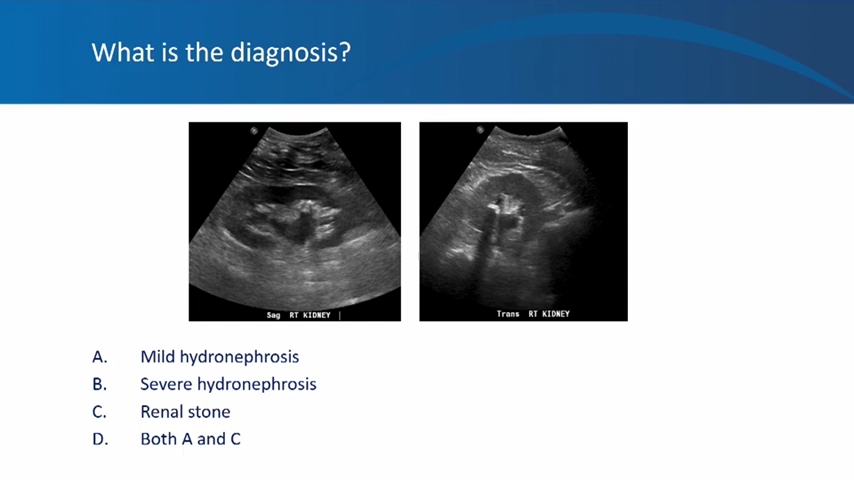 What is the diagnosis?
Sag RT KIDNEY
Trans RT KIDNEY
A. Mild hydronephrosis
B. Severe hydronephrosis
C. Renal stone
D. Both A and C